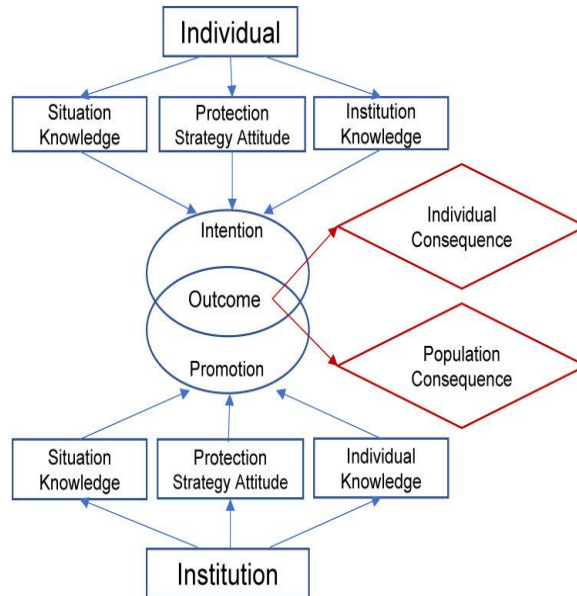 Individual
Situation
Knowledge
Protection
Strategy Attitude
Institution
Knowledge
Intention
Outcome
Promotion
Individual
Consequence
Population
Consequence
Situation
Knowledge
Protection
Strategy Attitude
Individual
Knowledge
Institution